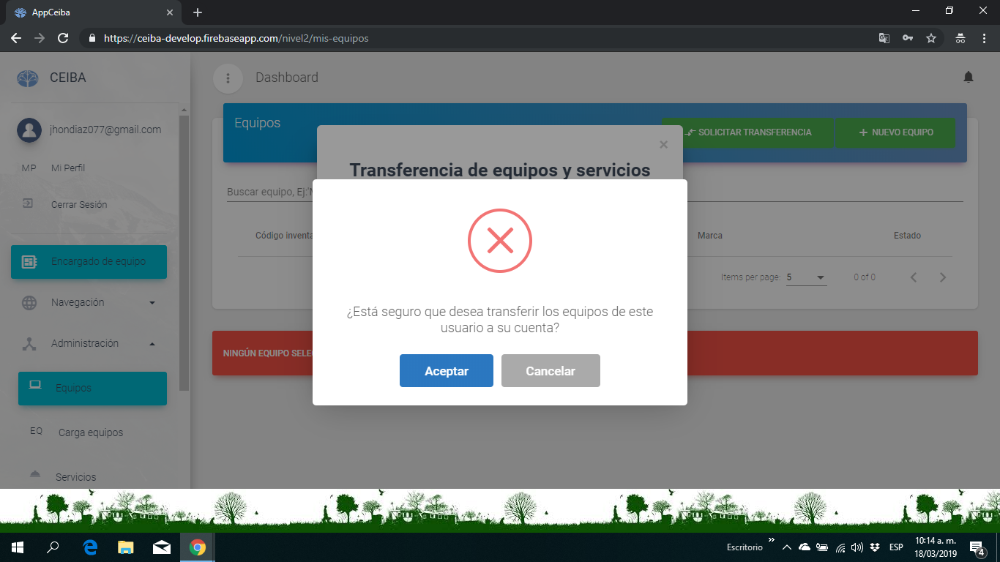 AppCeiba
https://ceiba-develop.firebaseapp.com/nivel2/mis-equipos
CEIBA
Dashboard
jhondiaz077@gmail.com
MP Mi Perfil
Cerrar Sesión
Encargado de equipo
Navegación
Administración
Equipos
EQ Carga equipos
Servicios
Equipos
SOLICITAR TRANSFERENCIA
NUEVO EQUIPO
×
Transferencia de equipos y servicios
Buscar equipo, Ej:'
Código inventa
Marca
Estado
Items per page: 5
0 of 0
NINGÚN EQUIPO SELE
¿Está seguro que desea transferir los equipos de este
usuario a su cuenta?
Aceptar
Cancelar
Escritorio
ESP
10:14 a. m.
18/03/2019
4